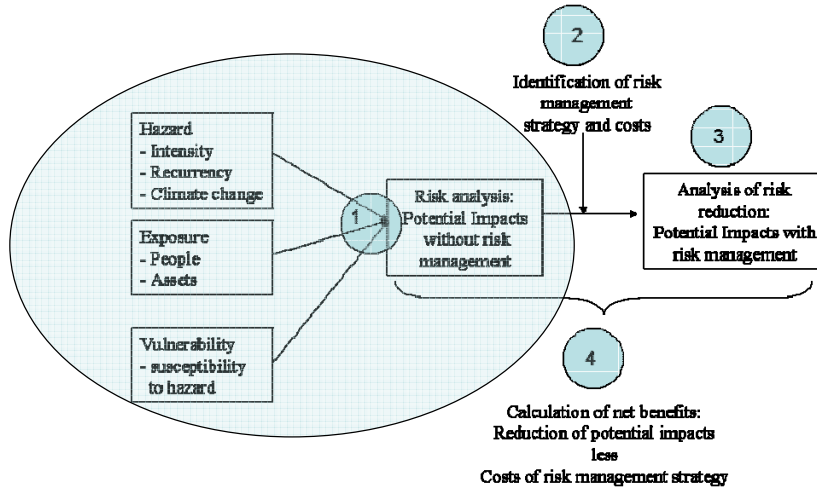 2
Identification of risk
management
strategy and costs
3
Hazard
- Intensity
- Recurrency
- Climate change
Exposure
- People
- Assets
Vulnerability
- susceptibility
to hazard
1
Risk analysis:
Potential Impacts
without risk
management
Analysis of risk
reduction:
Potential Impacts with
risk management
4
Calculation of net benefits:
Reduction of potential impacts
less
Costs of risk management strategy